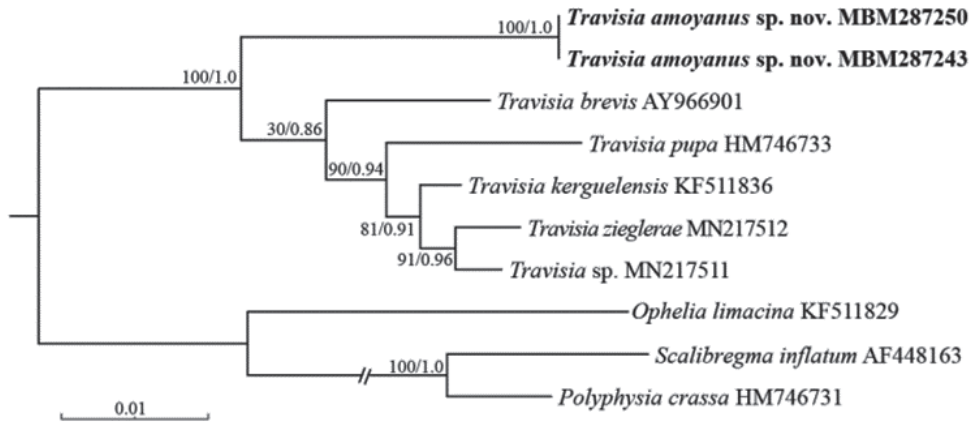 Travisia amoyanus sp. nov. MBM287250
100/1.0
Travisia amoyanus sp. nov. MBM287243
100/1.0
Travisia brevis AY966901
30/0.86
Travisia pupa HM746733
90/0.94
Travisia kerguelensis KF511836
Travisia zieglerae MN217512
81/0.91
91/0.96
Travisia sp. MN217511
Ophelia limacina KF511829
Scalibregma inflatum AF448163
100/1.0
Polyphysia crassa HM746731
0.01